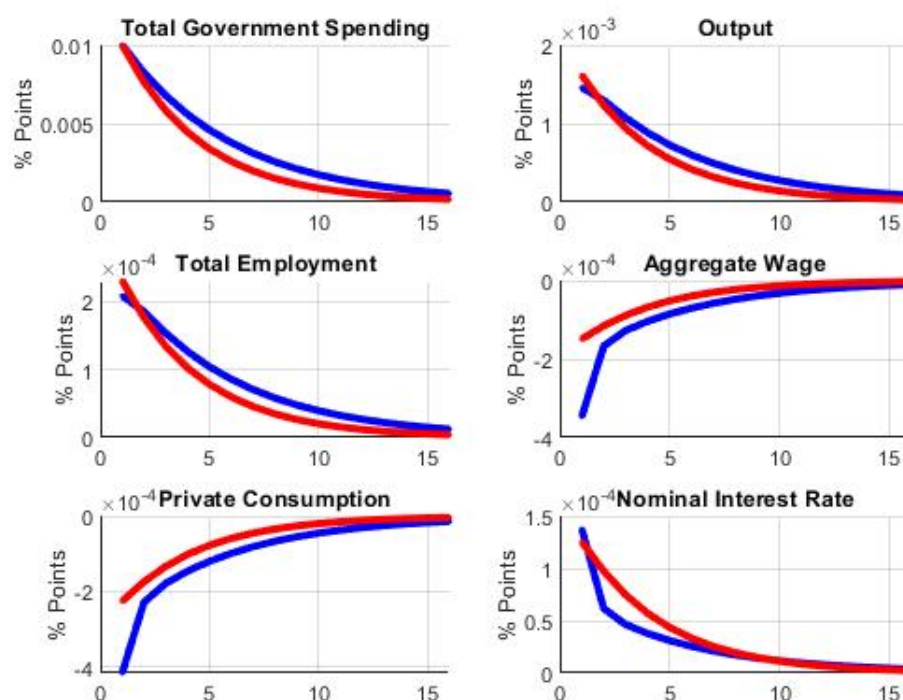 Total Government Spending
0.01
0.005
0
% Points
0 5 10 15
×10⁻³
Output
2
1
0
% Points
0 5 10 15
×10⁻⁴
Total Employment
2
1
0
% Points
0 5 10 15
×10⁻⁴
Aggregate Wage
0
-2
-4
% Points
0 5 10 15
×10⁻⁴
Private Consumption
0
-2
-4
% Points
0 5 10 15
×10⁻⁴
Nominal Interest Rate
1.5
1
0.5
0
% Points
0 5 10 15